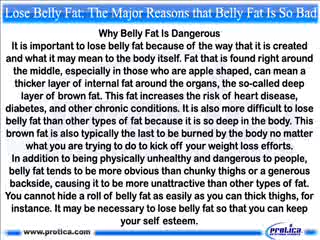 Lose Belly Fat: The Major Reasons that Belly Fat Is So Bad
Why Belly Fat Is Dangerous
It is important to lose belly fat because of the way that it is created
and what it may mean to the body itself. Fat that is found right around
the middle, especially in those who are apple shaped, can mean a
thicker layer of internal fat around the organs, the so-called deep
layer of brown fat. This fat increases the risk of heart disease,
diabetes, and other chronic conditions. It is also more difficult to lose
belly fat than other types of fat because it is so deep in the body. This
brown fat is also typically the last to be burned by the body no matter
what you are trying to do to kick off your weight loss efforts.
In addition to being physically unhealthy and dangerous to people,
belly fat tends to be more obvious than chunky thighs or a generous
backside, causing it to be more unattractive than other types of fat.
You cannot hide a roll of belly fat as easily as you can thick thighs, for
instance. It may be necessary to lose belly fat so that you can keep
your self esteem.
www.protica.com
protica